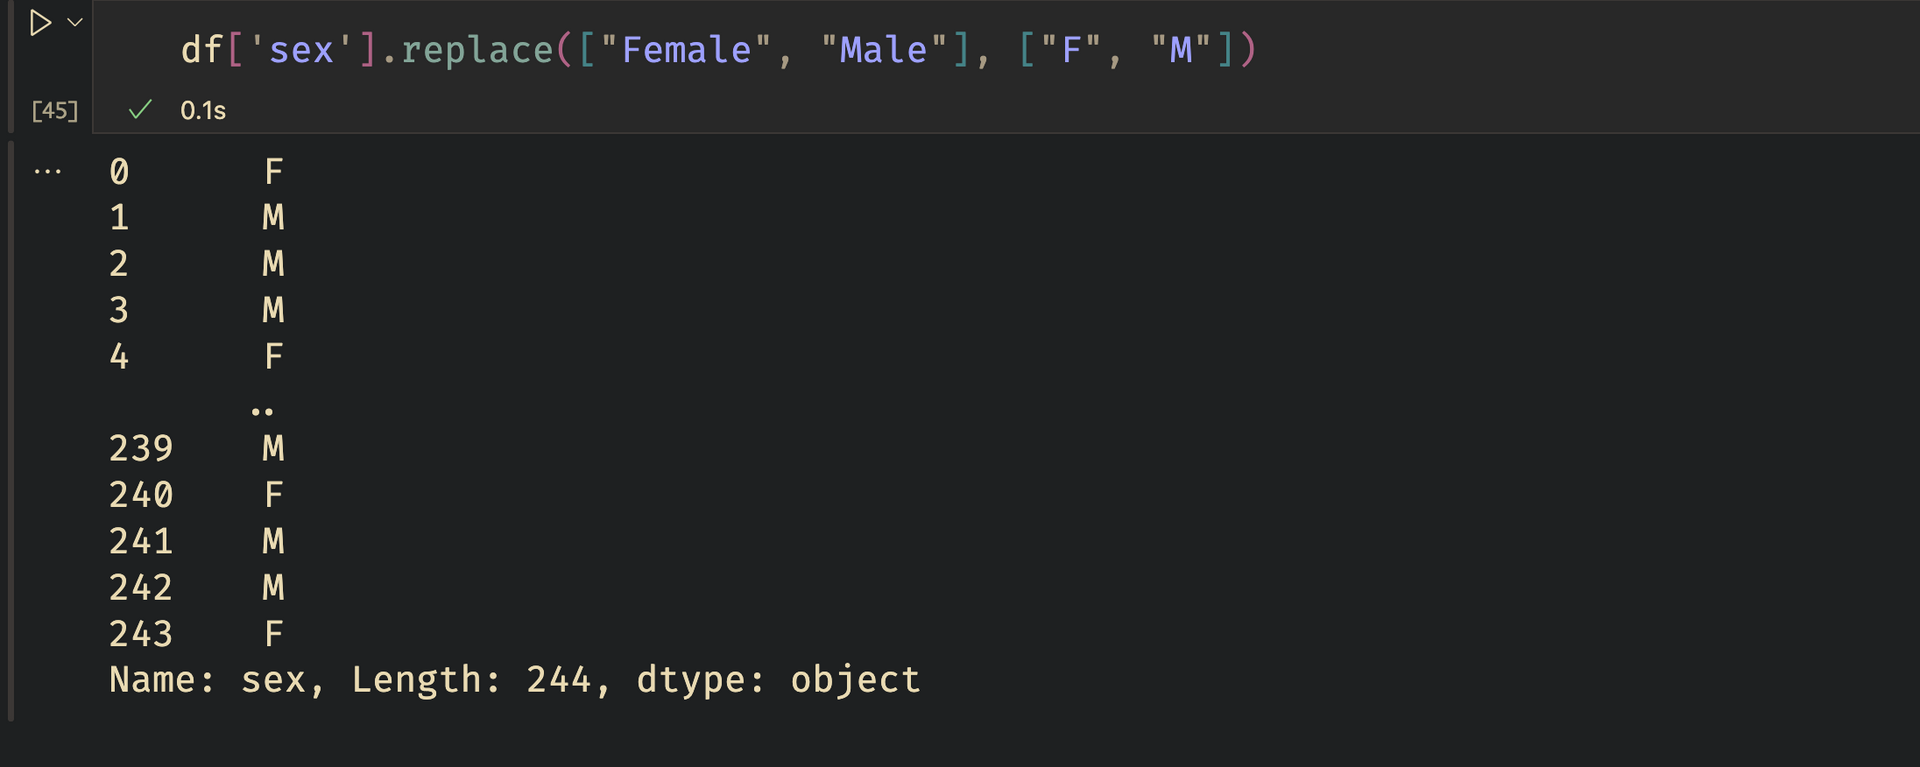 df['sex'].replace(["Female", "Male"], ["F", "M"])
[45] ✓ 0.1s
... 0 F
1 M
2 M
3 M
4 F
..
239 M
240 F
241 M
242 M
243 F
Name: sex, Length: 244, dtype: object